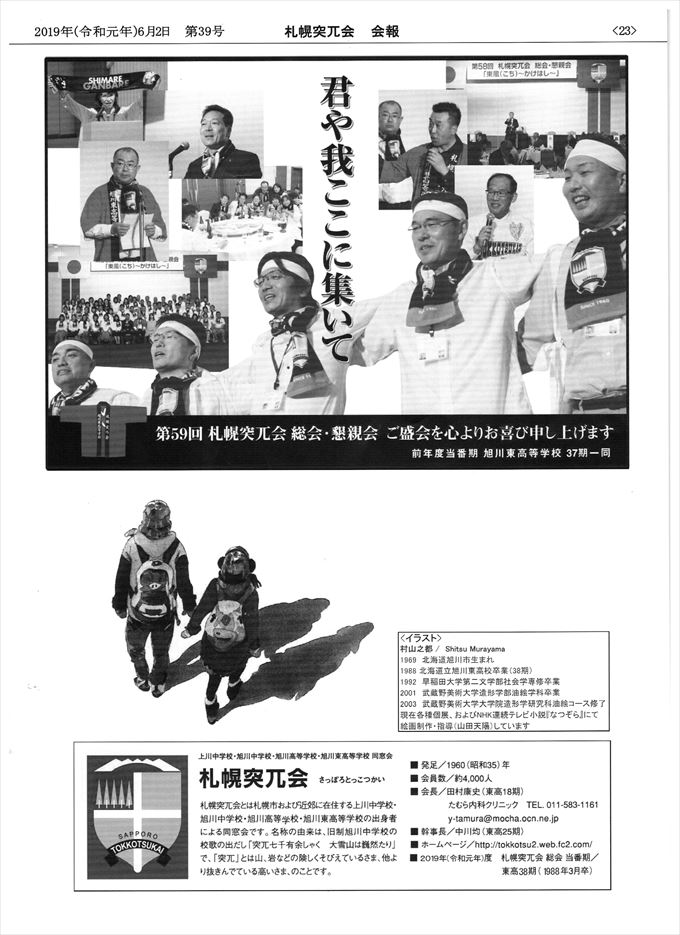 2019年(令和元年)6月2日　第39号　札幌突兀会　会報　<23>
SHIMARE
GANBARE
君や我ここに集いて
第58回 札幌突兀会 総会・懇親会
「東風(こち)～かけはし～」
TOKKOTSUKAI
SINCE 1960
親会
「東風(こち)～かけはし～」
第59回 札幌突兀会 総会・懇親会 ご盛会を心よりお喜び申し上げます
前年度当番期 旭川東高等学校 37期一同
<イラスト>
村山之都 / Shitsu Murayama
1969 北海道旭川市生まれ
1988 北海道立旭川東高校卒業(38期)
1992 早稲田大学第二文学部社会学専修卒業
2001 武蔵野美術大学造形学部油絵学科卒業
2003 武蔵野美術大学大学院造形学研究科油絵コース修了
現在各種個展、およびNHK連続テレビ小説『なつぞら』にて
絵画制作・指導(山田天陽)しています
上川中学校・旭川中学校・旭川高等学校・旭川東高等学校 同窓会
札幌突兀会 さっぽろとっこつかい
札幌突兀会とは札幌市および近郊に在住する上川中学校・
旭川中学校・旭川高等学校・旭川東高等学校の出身者
による同窓会です。名称の由来は、旧制旭川中学校の
校歌の出だし「突兀七千有余しゃく　大雪山は巍然たり」
で、「突兀」とは山、岩などの険しくそびえているさま、他よ
り抜きんでている高いさま、のことです。
SAPPORO
TOKKOTSUKAI
■ 発足／1960(昭和35)年
■ 会員数／約4,000人
■ 会長／田村康史(東高18期)
たむら内科クリニック　TEL. 011-583-1161
y-tamura@mocha.ocn.ne.jp
■ 幹事長／中川均(東高25期)
■ ホームページ／http://tokkotsu2.web.fc2.com/
■ 2019年(令和元年)度　札幌突兀会 総会 当番期／
東高38期(1988年3月卒)